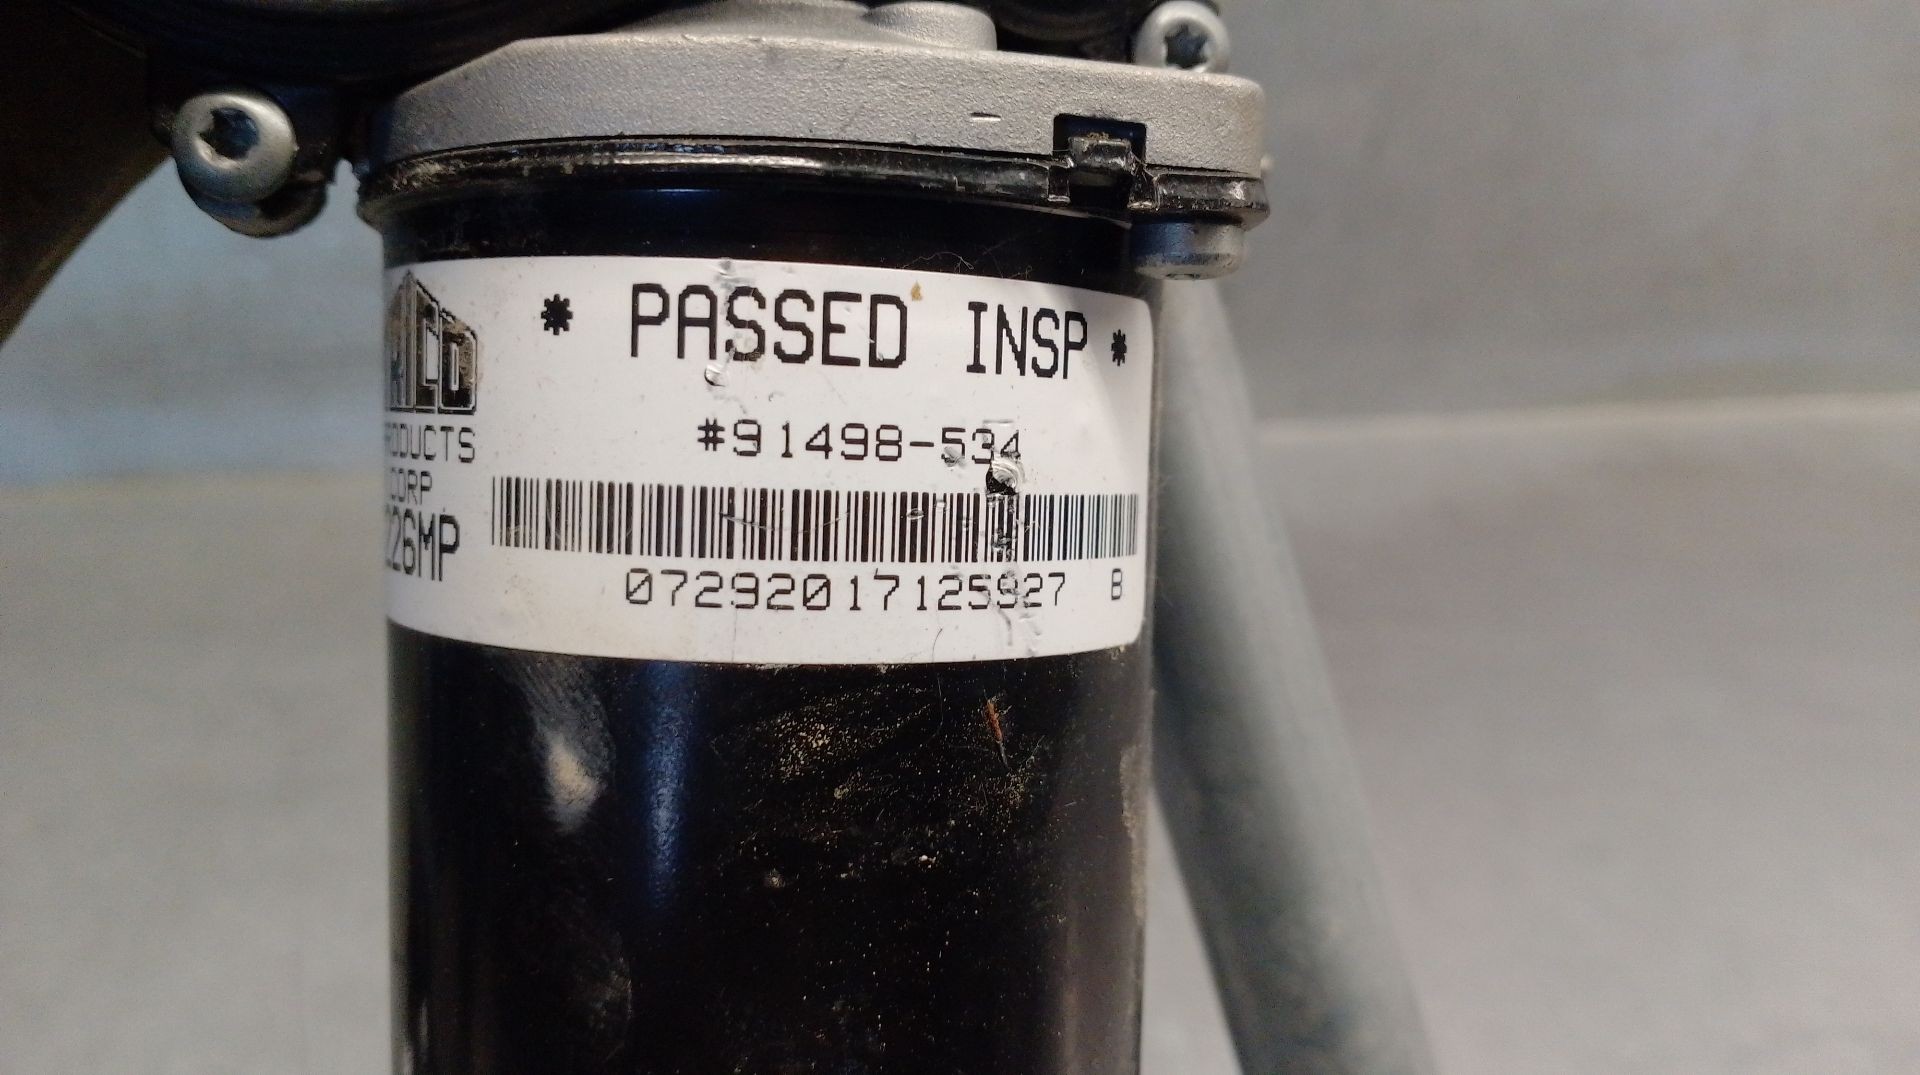 * PASSED INSP *
#91498-534
PRODUCTS
CORP
226MP
07292017125927 B